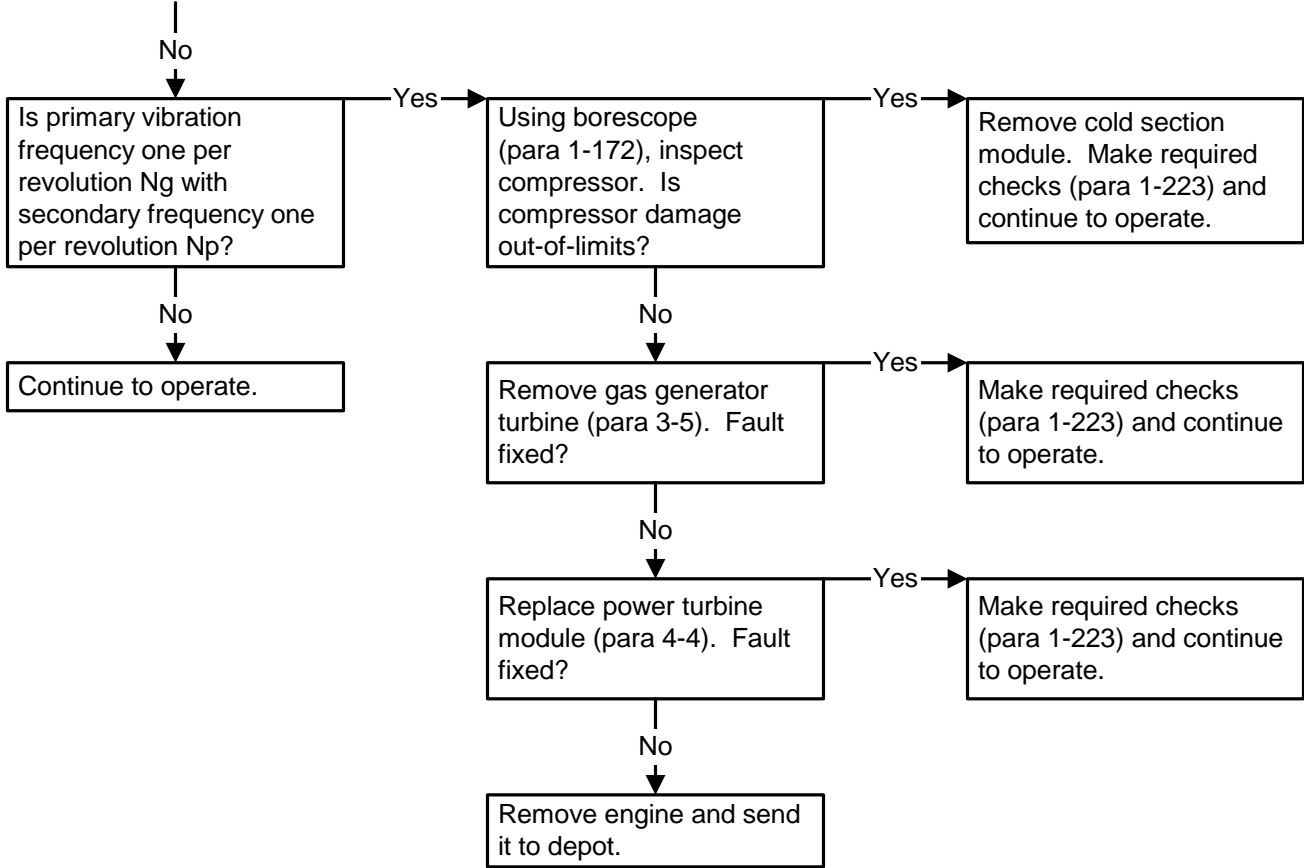 No
Is primary vibration
frequency one per
revolution Ng with
secondary frequency one
per revolution Np?
Yes
Using borescope
(para 1-172), inspect
compressor.  Is
compressor damage
out-of-limits?
Yes
Remove cold section
module.  Make required
checks (para 1-223) and
continue to operate.
No
Continue to operate.
No
Remove gas generator
turbine (para 3-5).  Fault
fixed?
Yes
Make required checks
(para 1-223) and continue
to operate.
No
Replace power turbine
module (para 4-4).  Fault
fixed?
Yes
Make required checks
(para 1-223) and continue
to operate.
No
Remove engine and send
it to depot.